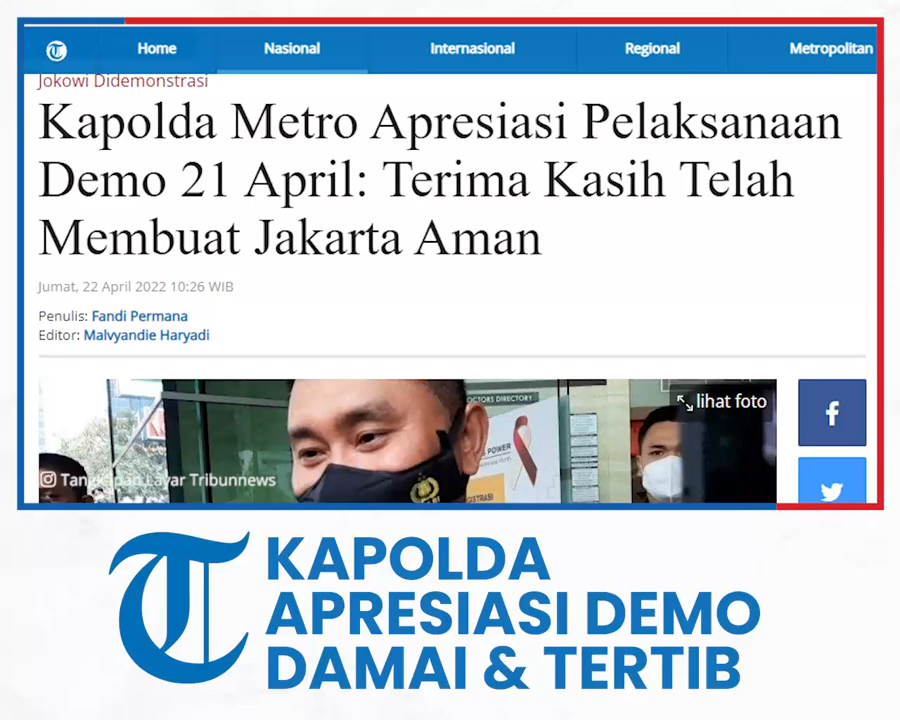 Home Nasional Internasional Regional Metropolitan
Jokowi Didemonstrasi
Kapolda Metro Apresiasi Pelaksanaan
Demo 21 April: Terima Kasih Telah
Membuat Jakarta Aman
Jumat, 22 April 2022 10:26 WIB
Penulis: Fandi Permana
Editor: Malvyandie Haryadi
DOCTORS DIRECTORY
POWER
lihat foto
Tangkapan Layar Tribunnews
T KAPOLDA
APRESIASI DEMO
DAMAI & TERTIB